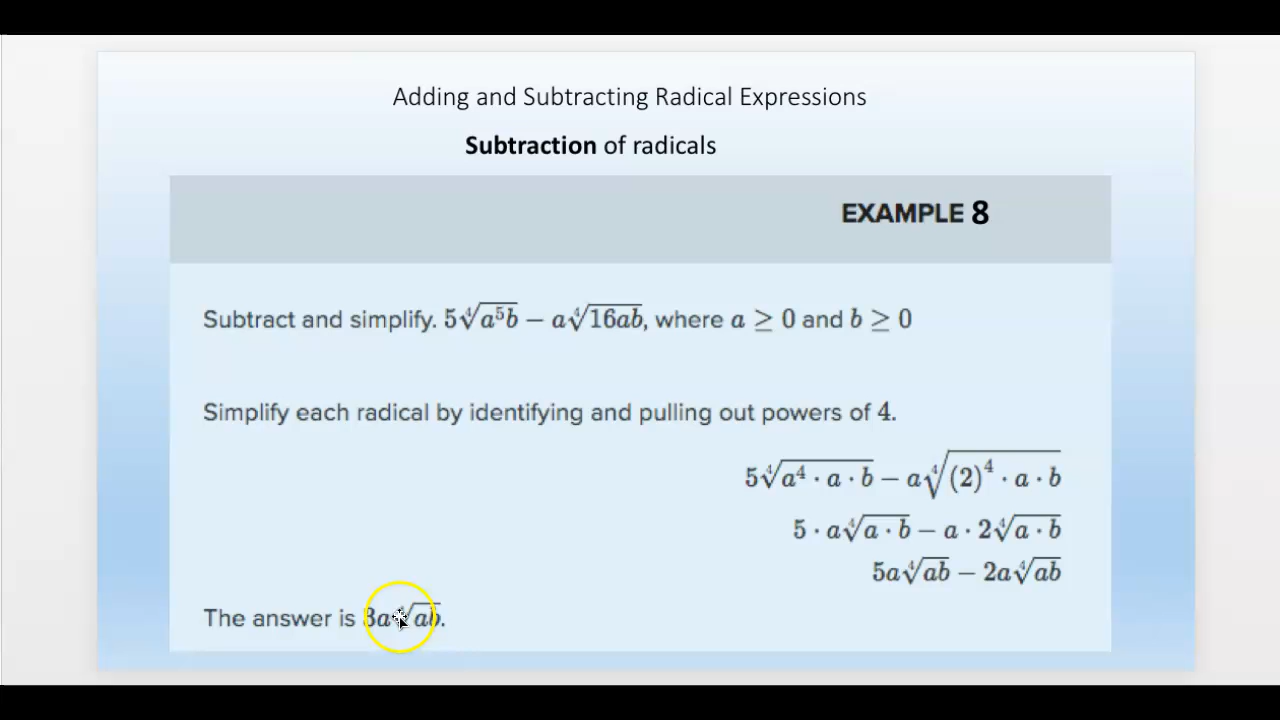 Adding and Subtracting Radical Expressions
Subtraction of radicals
EXAMPLE 8
Subtract and simplify. 5∜(a⁵b) − a∜(16ab), where a ≥ 0 and b ≥ 0
Simplify each radical by identifying and pulling out powers of 4.
5∜(a⁴ · a · b) − a∜((2)⁴ · a · b)
5 · a∜(a · b) − a · 2∜(a · b)
5a∜(ab) − 2a∜(ab)
The answer is 3a∜(ab).